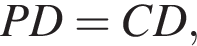 PD = CD,